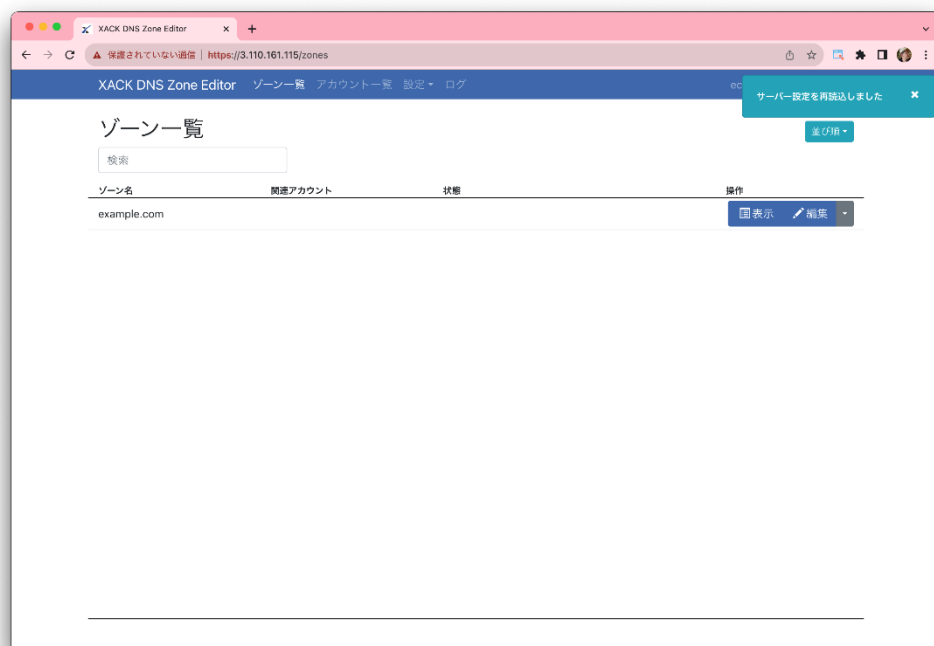 XACK DNS Zone Editor
保護されていない通信 | https://3.110.161.115/zones
XACK DNS Zone Editor ゾーン一覧 アカウント一覧 設定 ログ ec
サーバー設定を再読込しました
ゾーン一覧
並び順
検索
ゾーン名 関連アカウント 状態 操作
example.com 表示 編集